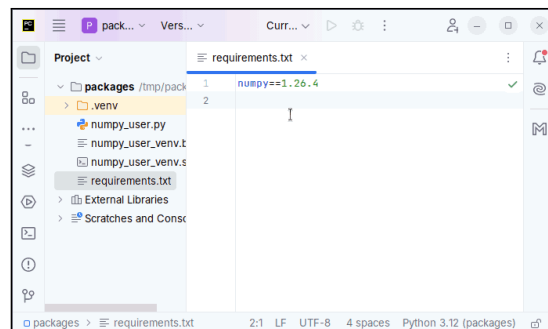 PC
P pack... Vers... Curr...
Project
requirements.txt
packages /tmp/pack
.venv
numpy_user.py
numpy_user_venv.b
numpy_user_venv.s
requirements.txt
External Libraries
Scratches and Conso
1 numpy==1.26.4
2
packages > requirements.txt 2:1 LF UTF-8 4 spaces Python 3.12 (packages)